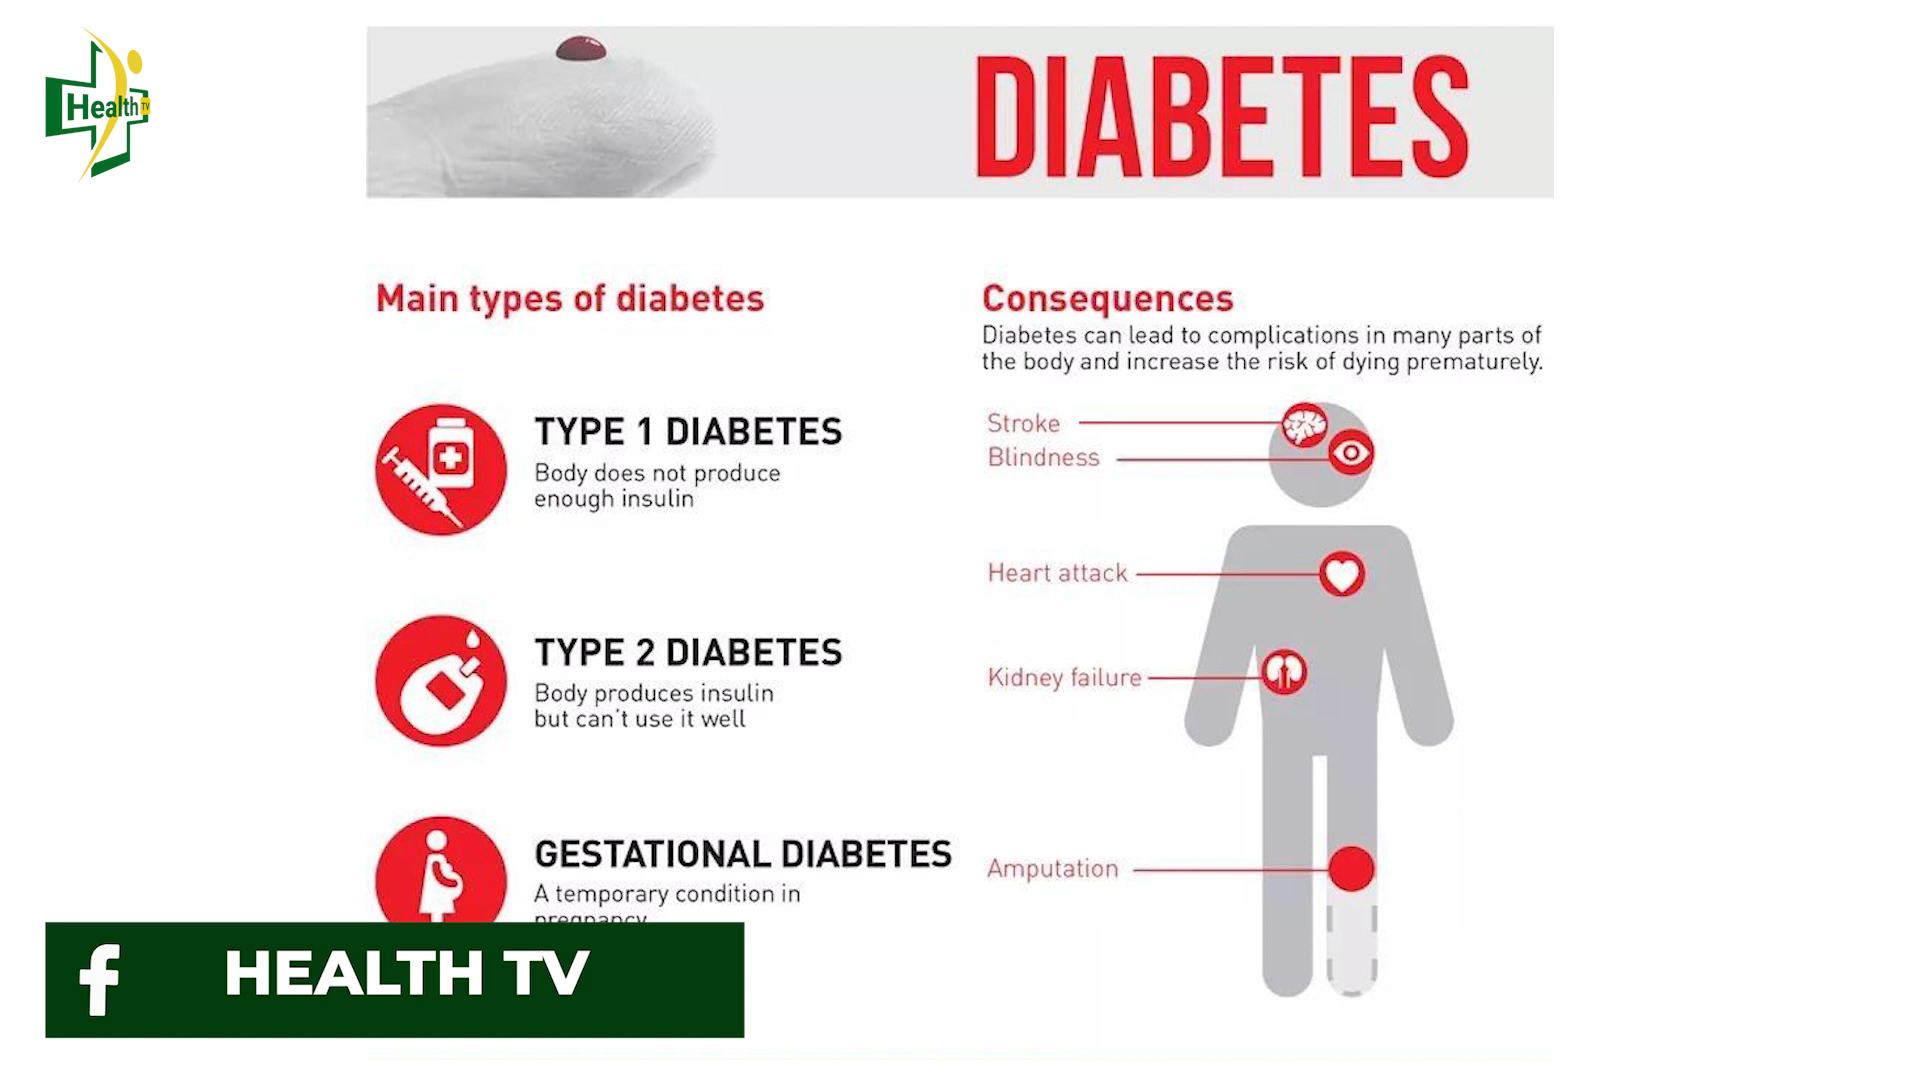 Health TV
DIABETES
Main types of diabetes
TYPE 1 DIABETES
Body does not produce
enough insulin
TYPE 2 DIABETES
Body produces insulin
but can't use it well
GESTATIONAL DIABETES
A temporary condition in
pregnancy
Consequences
Diabetes can lead to complications in many parts of
the body and increase the risk of dying prematurely.
Stroke
Blindness
Heart attack
Kidney failure
Amputation
f HEALTH TV